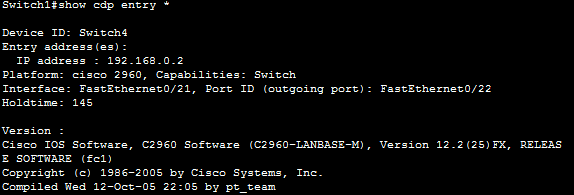 Switch1#show cdp entry *
Device ID: Switch4
Entry address(es):
IP address : 192.168.0.2
Platform: cisco 2960, Capabilities: Switch
Interface: FastEthernet0/21, Port ID (outgoing port): FastEthernet0/22
Holdtime: 145
Version :
Cisco IOS Software, C2960 Software (C2960-LANBASE-M), Version 12.2(25)FX, RELEAS
E SOFTWARE (fc1)
Copyright (c) 1986-2005 by Cisco Systems, Inc.
Compiled Wed 12-Oct-05 22:05 by pt_team